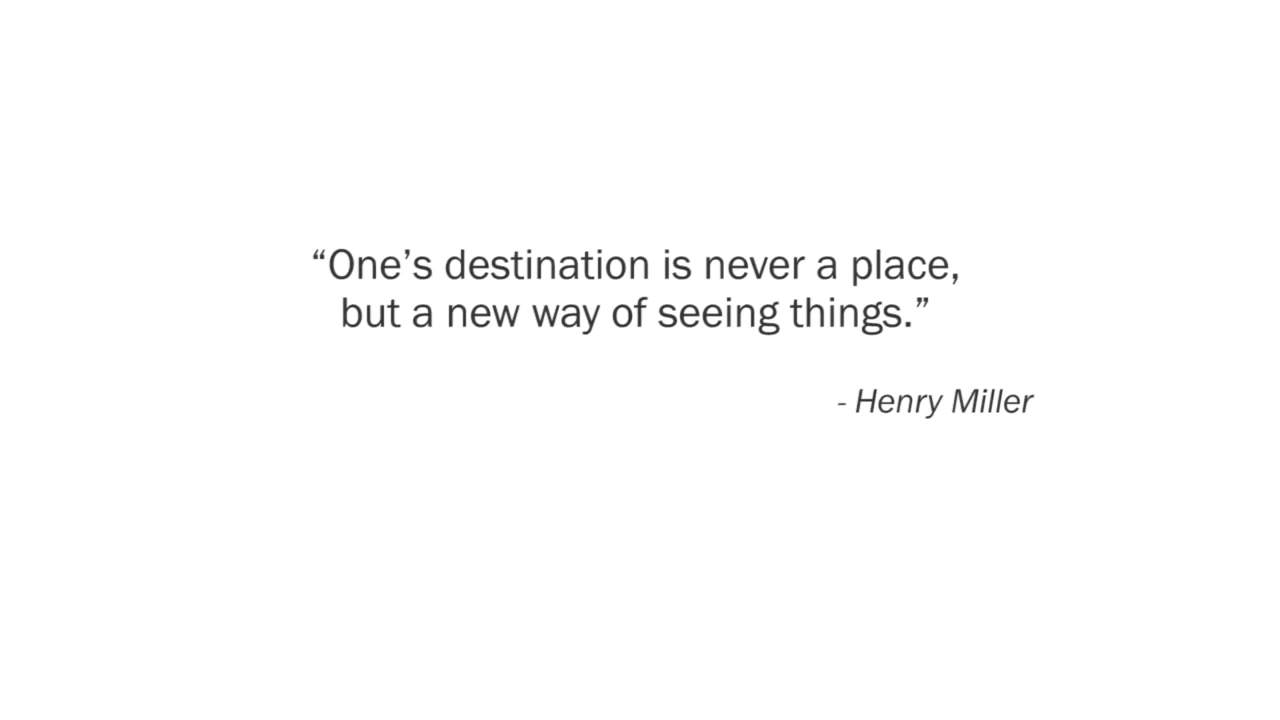 “One’s destination is never a place,
but a new way of seeing things.”
- Henry Miller